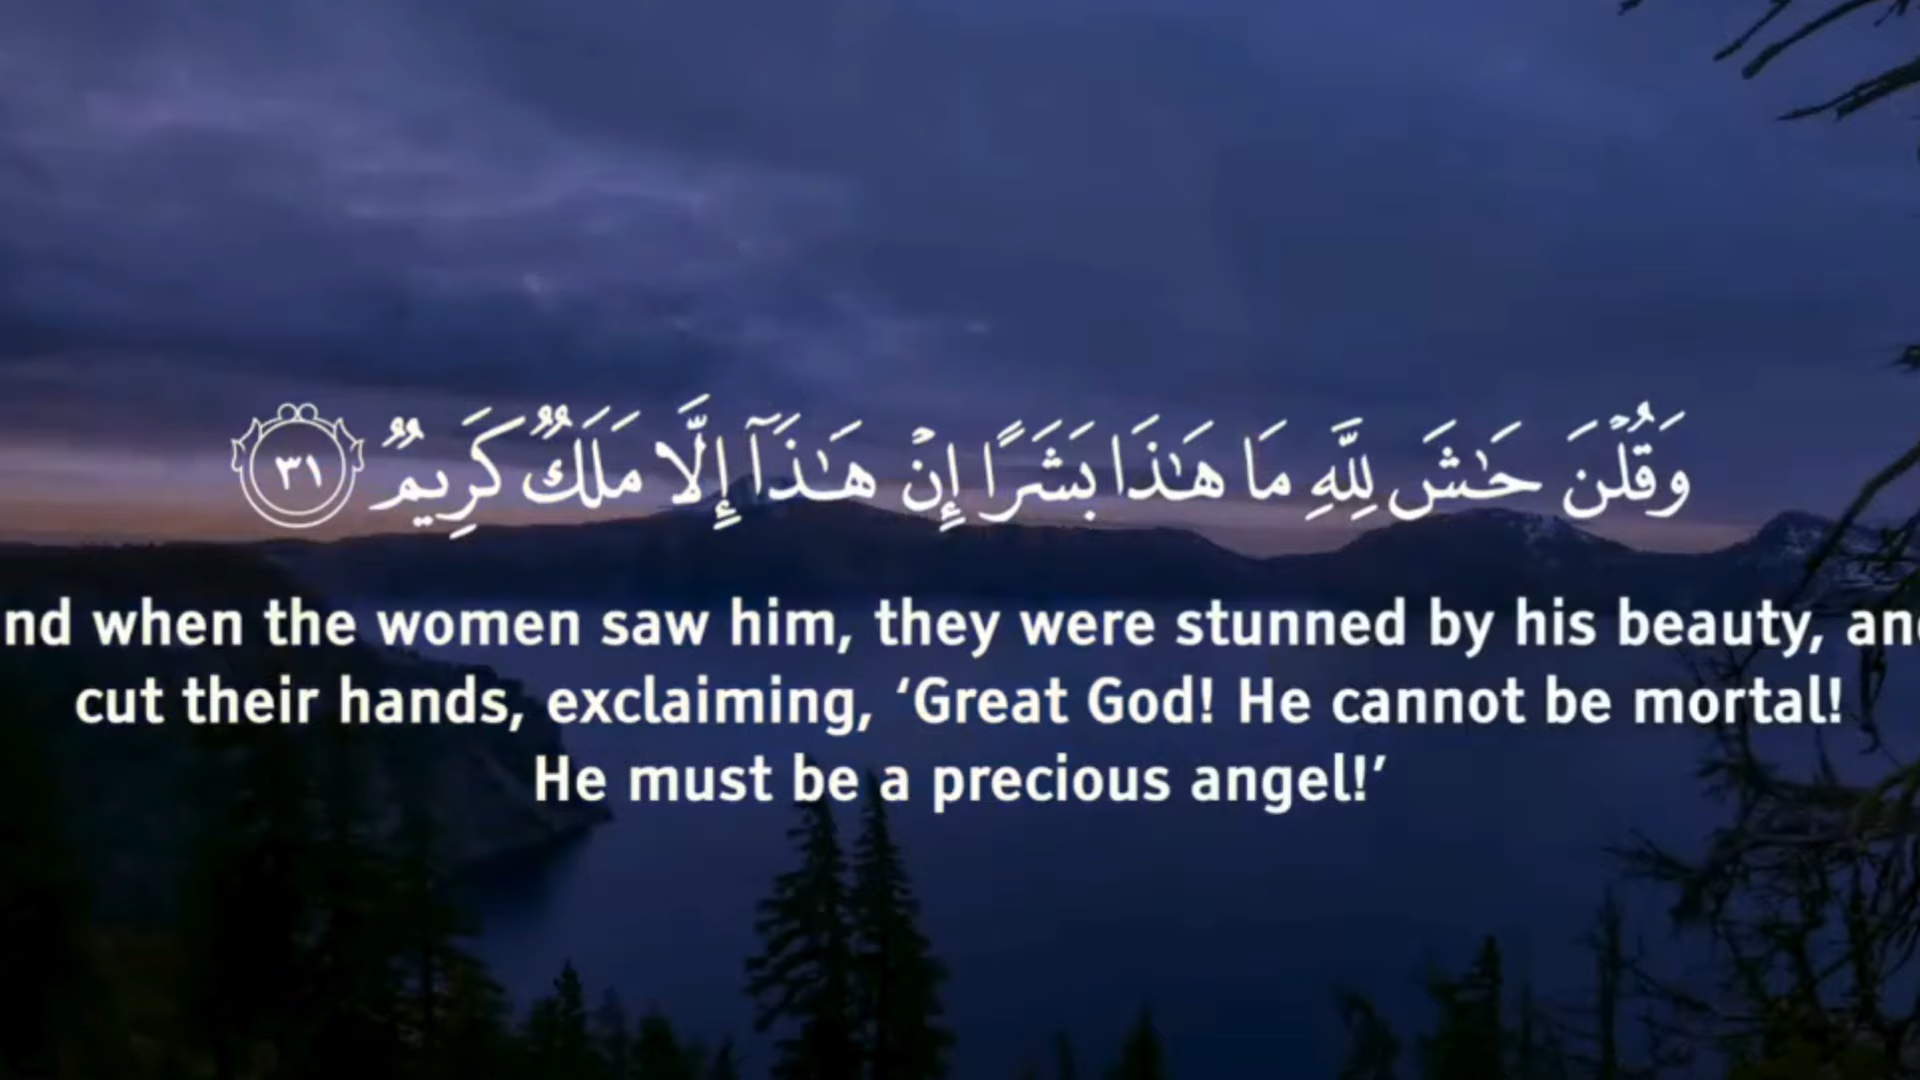 وَقُلْنَ حَٰشَ لِلَّهِ مَا هَٰذَا بَشَرًا إِنْ هَٰذَآ إِلَّا مَلَكٌ كَرِيمٌ ٣١
nd when the women saw him, they were stunned by his beauty, an
cut their hands, exclaiming, ‘Great God! He cannot be mortal!
He must be a precious angel!’